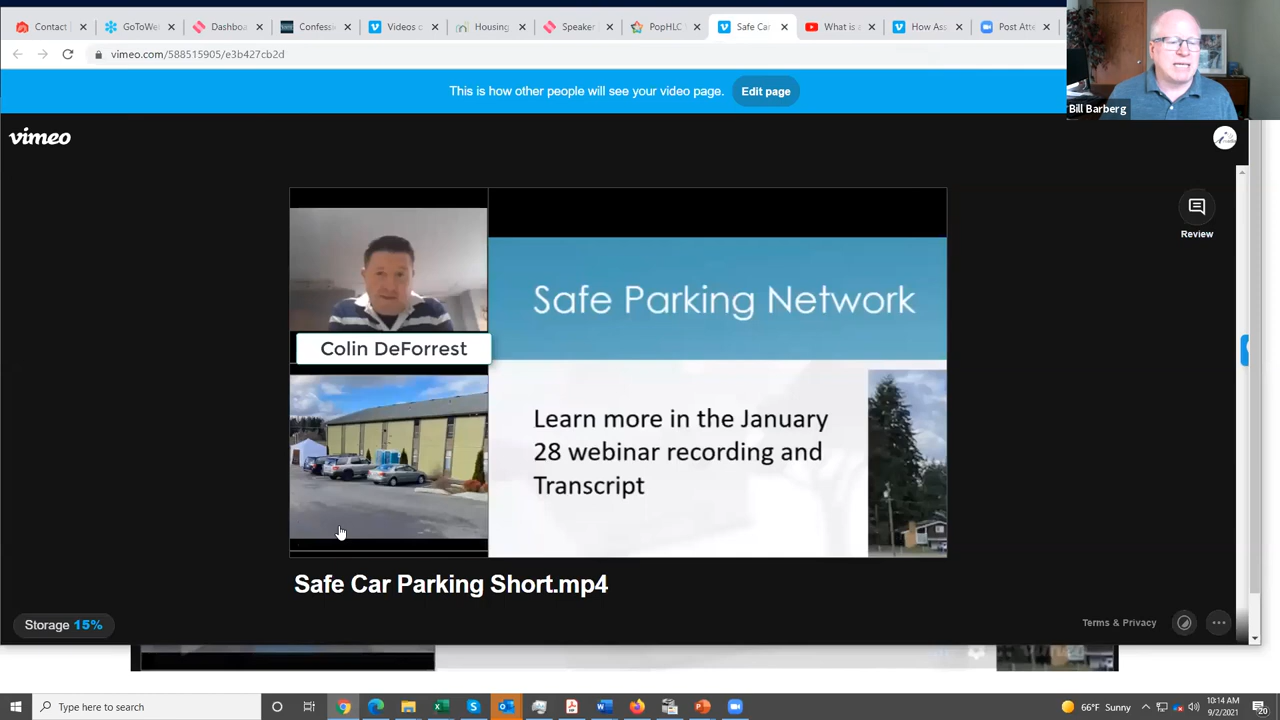 Contact
GoToWe
Dashboa
Confess
Videos c
Housing
Speaker
PopHLC
Safe Car
What is a
How Ass
Post Atte
vimeo.com/588515905/e3b427cb2d
Bill Barberg
This is how other people will see your video page.
Edit page
vimeo
Review
Safe Parking Network
Colin DeForrest
Learn more in the January
28 webinar recording and
Transcript
Safe Car Parking Short.mp4
Storage 15%
Terms & Privacy
Type here to search
66°F Sunny
10:14 AM
9/2/2021
20